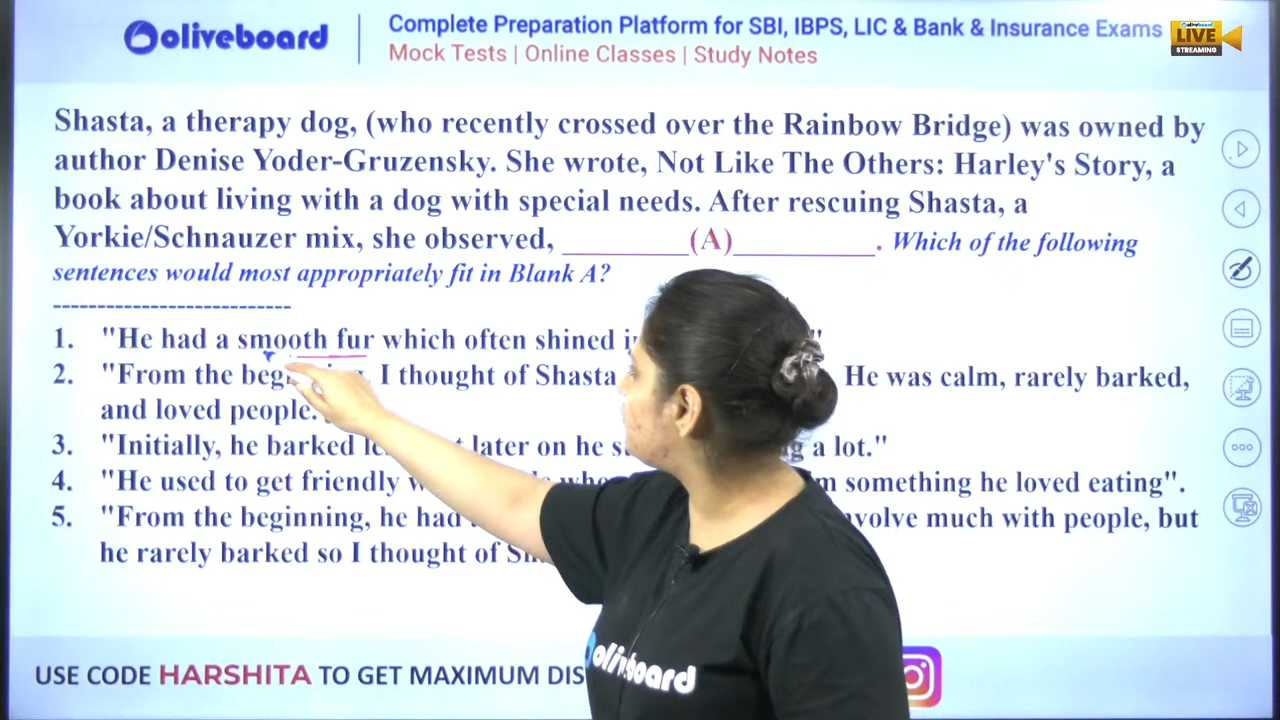 oliveboard
Complete Preparation Platform for SBI, IBPS, LIC & Bank & Insurance Exams
Mock Tests | Online Classes | Study Notes
oliveboard
LIVE
STREAMING
Shasta, a therapy dog, (who recently crossed over the Rainbow Bridge) was owned by
author Denise Yoder-Gruzensky. She wrote, Not Like The Others: Harley's Story, a
book about living with a dog with special needs. After rescuing Shasta, a
Yorkie/Schnauzer mix, she observed, ________(A)_________. Which of the following
sentences would most appropriately fit in Blank A?
---------------------------
1. "He had a smooth fur which often shined "
2. "From the I thought of Shasta He was calm, rarely barked,
and loved people.
3. "Initially, he barked later on he a lot."
4. "He used to get friendly something he loved eating".
5. "From the beginning, he had much with people, but
he rarely barked so I thought of
USE CODE HARSHITA TO GET MAXIMUM
oliveboard